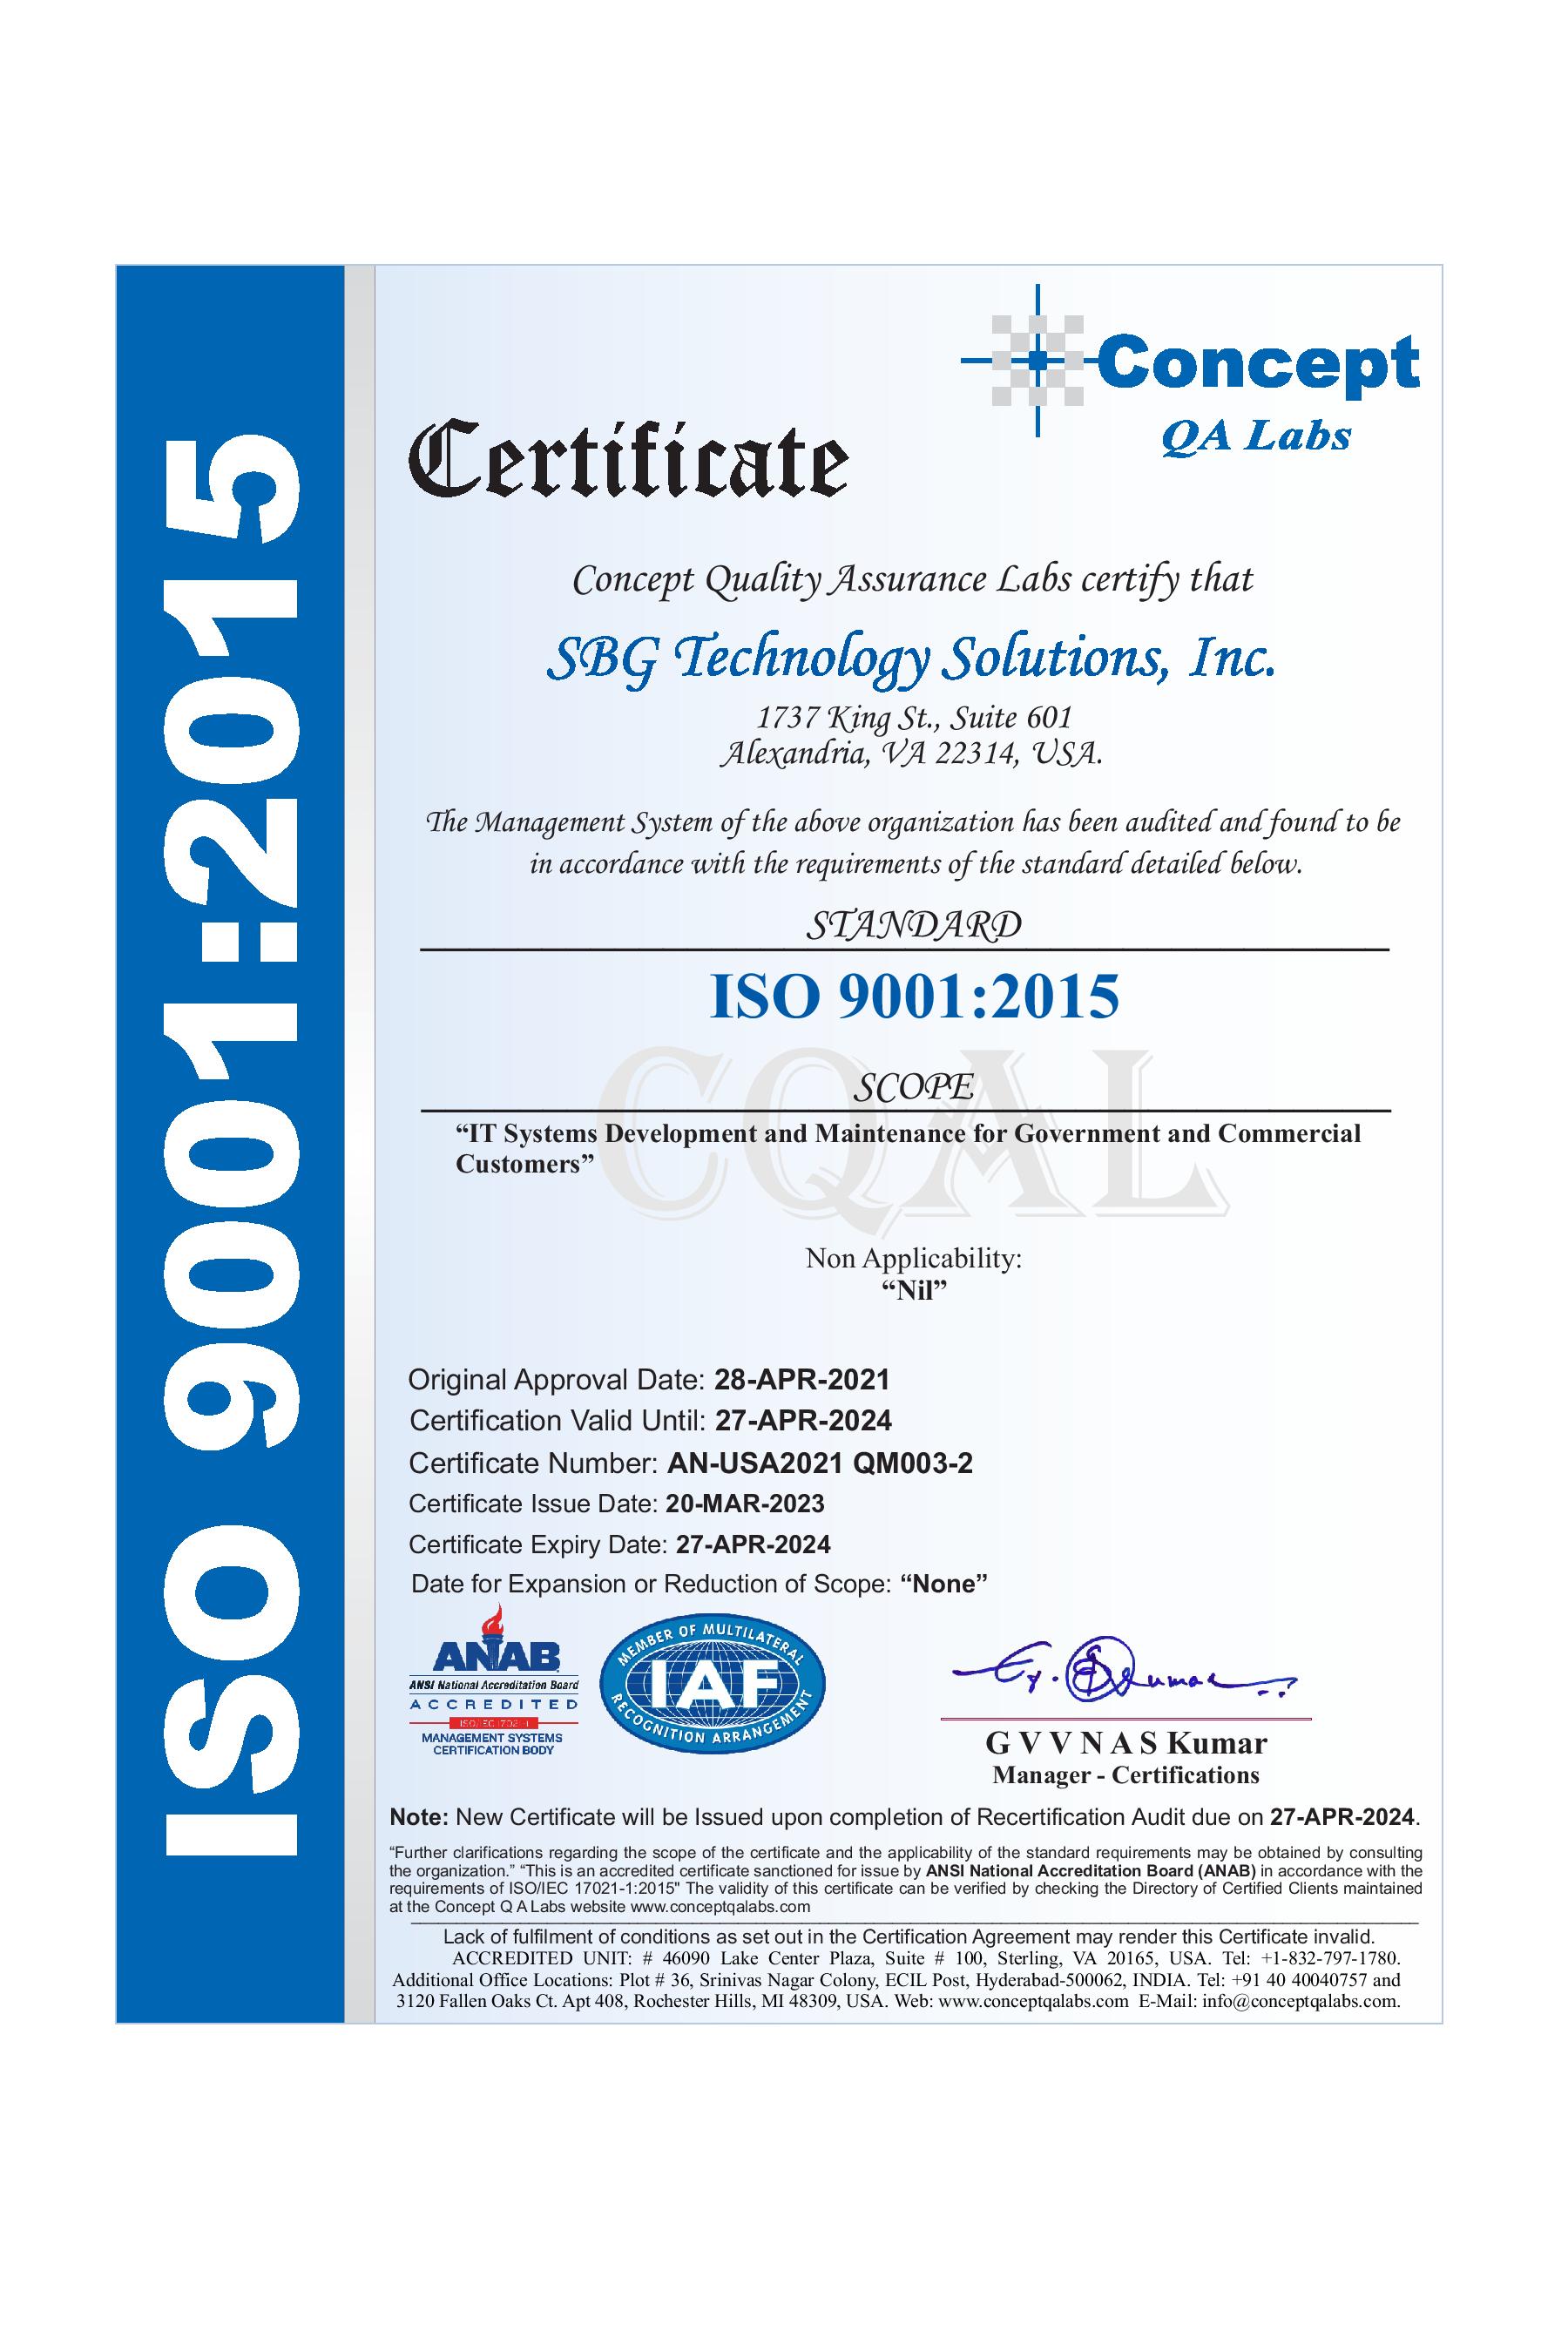 ISO 9001:2015
Concept
QA Labs
Certificate
Concept Quality Assurance Labs certify that
SBG Technology Solutions, Inc.
1737 King St., Suite 601
Alexandria, VA 22314, USA.
The Management System of the above organization has been audited and found to be
in accordance with the requirements of the standard detailed below.
STANDARD
ISO 9001:2015
CQAL
SCOPE
“IT Systems Development and Maintenance for Government and Commercial
Customers”
Non Applicability:
“Nil”
Original Approval Date: 28-APR-2021
Certification Valid Until: 27-APR-2024
Certificate Number: AN-USA2021 QM003-2
Certificate Issue Date: 20-MAR-2023
Certificate Expiry Date: 27-APR-2024
Date for Expansion or Reduction of Scope: “None”
ANAB
ANSI National Accreditation Board
ACCREDITED
ISO/IEC 17021-1
MANAGEMENT SYSTEMS
CERTIFICATION BODY
MEMBER OF MULTILATERAL
IAF
RECOGNITION ARRANGEMENT
G V V N A S Kumar
Manager - Certifications
Note: New Certificate will be Issued upon completion of Recertification Audit due on 27-APR-2024.
“Further clarifications regarding the scope of the certificate and the applicability of the standard requirements may be obtained by consulting
the organization.” “This is an accredited certificate sanctioned for issue by ANSI National Accreditation Board (ANAB) in accordance with the
requirements of ISO/IEC 17021-1:2015" The validity of this certificate can be verified by checking the Directory of Certified Clients maintained
at the Concept Q A Labs website www.conceptqalabs.com
Lack of fulfilment of conditions as set out in the Certification Agreement may render this Certificate invalid.
ACCREDITED UNIT: # 46090 Lake Center Plaza, Suite # 100, Sterling, VA 20165, USA. Tel: +1-832-797-1780.
Additional Office Locations: Plot # 36, Srinivas Nagar Colony, ECIL Post, Hyderabad-500062, INDIA. Tel: +91 40 40040757 and
3120 Fallen Oaks Ct. Apt 408, Rochester Hills, MI 48309, USA. Web: www.conceptqalabs.com E-Mail: info@conceptqalabs.com.